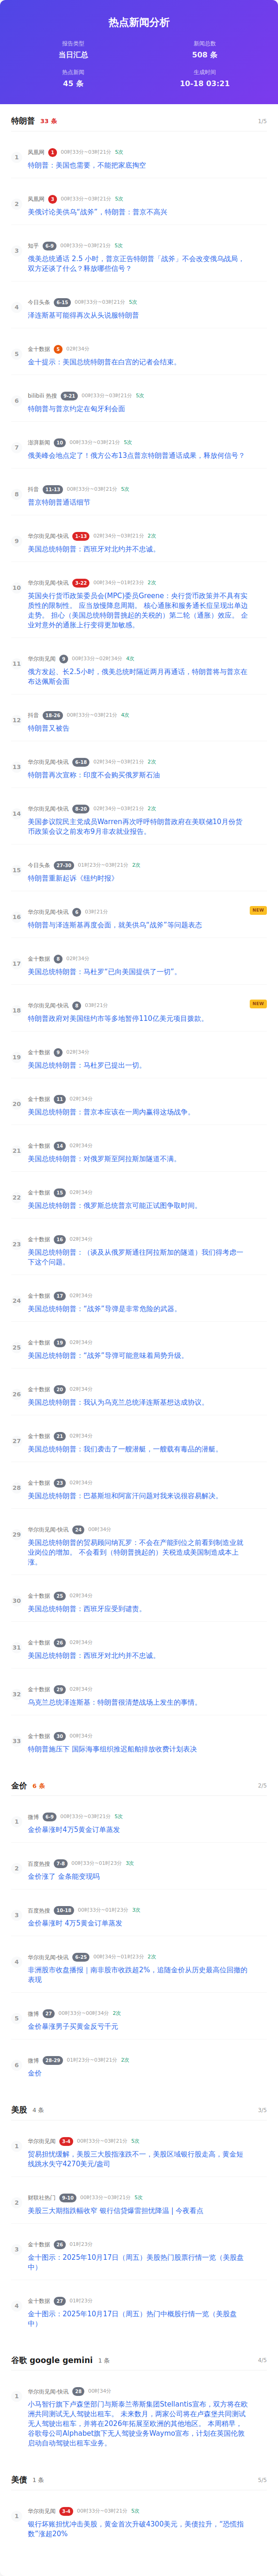 热点新闻分析
报告类型
当日汇总
新闻总数
508 条
热点新闻
45 条
生成时间
10-18 03:21
特朗普 33 条 1/5
1
凤凰网 1 00时33分~03时21分 5次
特朗普：美国也需要，不能把家底掏空
2
凤凰网 3 00时33分~03时21分 5次
美俄讨论美供乌“战斧”，特朗普：普京不高兴
3
知乎 6-9 00时33分~03时21分 5次
俄美总统通话 2.5 小时，普京正告特朗普「战斧」不会改变俄乌战局，
双方还谈了什么？释放哪些信号？
4
今日头条 6-15 00时33分~03时21分 5次
泽连斯基可能得再次从头说服特朗普
5
金十数据 5 02时34分
金十提示：美国总统特朗普在白宫的记者会结束。
6
bilibili 热搜 9-21 00时33分~03时21分 5次
特朗普与普京约定在匈牙利会面
7
澎湃新闻 10 00时33分~03时21分 5次
俄美峰会地点定了！俄方公布13点普京特朗普通话成果，释放何信号？
8
抖音 11-13 00时33分~03时21分 5次
普京特朗普通话细节
9
华尔街见闻-快讯 1-13 02时34分~03时21分 2次
美国总统特朗普：西班牙对北约并不忠诚。
10
华尔街见闻-快讯 3-22 00时33分~01时23分 2次
英国央行货币政策委员会(MPC)委员Greene：央行货币政策并不具有实
质性的限制性。 应当放慢降息周期。 核心通胀和服务通长痘呈现出单边
走势。 担心（美国总统特朗普挑起的关税的）第二轮（通胀）效应。 企
业对意外的通胀上行变得更加敏感。
11
华尔街见闻 9 00时33分~02时34分 4次
俄方发起、长2.5小时，俄美总统时隔近两月再通话，特朗普将与普京在
布达佩斯会面
12
抖音 18-26 00时33分~03时21分 4次
特朗普又被告
13
华尔街见闻-快讯 6-18 02时34分~03时21分 2次
特朗普再次宣称：印度不会购买俄罗斯石油
14
华尔街见闻-快讯 8-20 02时34分~03时21分 2次
美国参议院民主党成员Warren再次呼呼特朗普政府在美联储10月份货
币政策会议之前发布9月非农就业报告。
15
今日头条 27-30 01时23分~03时21分 2次
特朗普重新起诉《纽约时报》
16
华尔街见闻-快讯 6 03时21分
NEW
特朗普与泽连斯基再度会面，就美供乌“战斧”等问题表态
17
金十数据 8 02时34分
美国总统特朗普：马杜罗“已向美国提供了一切”。
18
华尔街见闻-快讯 8 03时21分
NEW
特朗普政府对美国纽约市等多地暂停110亿美元项目拨款。
19
金十数据 9 02时34分
美国总统特朗普：马杜罗已提出一切。
20
金十数据 11 02时34分
美国总统特朗普：普京本应该在一周内赢得这场战争。
21
金十数据 14 02时34分
美国总统特朗普：对俄罗斯至阿拉斯加隧道不满。
22
金十数据 15 02时34分
美国总统特朗普：俄罗斯总统普京可能正试图争取时间。
23
金十数据 16 02时34分
美国总统特朗普：（谈及从俄罗斯通往阿拉斯加的隧道）我们得考虑一
下这个问题。
24
金十数据 17 02时34分
美国总统特朗普：“战斧”导弹是非常危险的武器。
25
金十数据 19 02时34分
美国总统特朗普：“战斧”导弹可能意味着局势升级。
26
金十数据 20 02时34分
美国总统特朗普：我认为乌克兰总统泽连斯基想达成协议。
27
金十数据 21 02时34分
美国总统特朗普：我们袭击了一艘潜艇，一艘载有毒品的潜艇。
28
金十数据 23 02时34分
美国总统特朗普：巴基斯坦和阿富汗问题对我来说很容易解决。
29
华尔街见闻-快讯 24 00时34分
美国总统特朗普的贸易顾问纳瓦罗：不会在产能到位之前看到制造业就
业岗位的增加。 不会看到（特朗普挑起的）关税造成美国制造成本上
涨。
30
金十数据 25 02时34分
美国总统特朗普：西班牙应受到谴责。
31
金十数据 26 02时34分
美国总统特朗普：西班牙对北约并不忠诚。
32
金十数据 29 02时34分
乌克兰总统泽连斯基：特朗普很清楚战场上发生的事情。
33
金十数据 30 00时34分
特朗普施压下 国际海事组织推迟船舶排放收费计划表决
金价 6 条 2/5
1
微博 6-9 00时33分~03时21分 5次
金价暴涨时4万5黄金订单蒸发
2
百度热搜 7-8 00时33分~01时23分 3次
金价涨了 金条能变现吗
3
百度热搜 10-18 00时33分~01时23分 3次
金价暴涨时 4万5黄金订单蒸发
4
华尔街见闻-快讯 6-25 00时34分~01时23分 2次
非洲股市收盘播报｜南非股市收跌超2%，追随金价从历史最高位回撤的
表现
5
微博 27 00时33分~00时34分 2次
金价暴涨男子买黄金反亏千元
6
微博 28-29 01时23分~03时21分 2次
金价
美股 4 条 3/5
1
华尔街见闻 3-4 00时33分~03时21分 5次
贸易担忧缓解，美股三大股指涨跌不一，美股区域银行股走高，黄金短
线跳水失守4270美元/盎司
2
财联社热门 9-10 00时33分~03时21分 5次
美股三大期指跌幅收窄 银行信贷爆雷担忧降温 | 今夜看点
3
金十数据 26 01时23分
金十图示：2025年10月17日（周五）美股热门股票行情一览（美股盘
中）
4
金十数据 27 01时23分
金十图示：2025年10月17日（周五）热门中概股行情一览（美股盘
中）
谷歌 google gemini 1 条 4/5
1
华尔街见闻-快讯 28 00时34分
小马智行旗下卢森堡部门与斯泰兰蒂斯集团Stellantis宣布，双方将在欧
洲共同测试无人驾驶出租车。 未来数月，两家公司将在卢森堡共同测试
无人驾驶出租车，并将在2026年拓展至欧洲的其他地区。 本周稍早，
谷歌母公司Alphabet旗下无人驾驶业务Waymo宣布，计划在英国伦敦
启动自动驾驶出租车业务。
美债 1 条 5/5
1
华尔街见闻 3-4 00时33分~03时21分 5次
银行坏账担忧冲击美股，黄金首次升破4300美元，美债拉升，“恐慌指
数”涨超20%